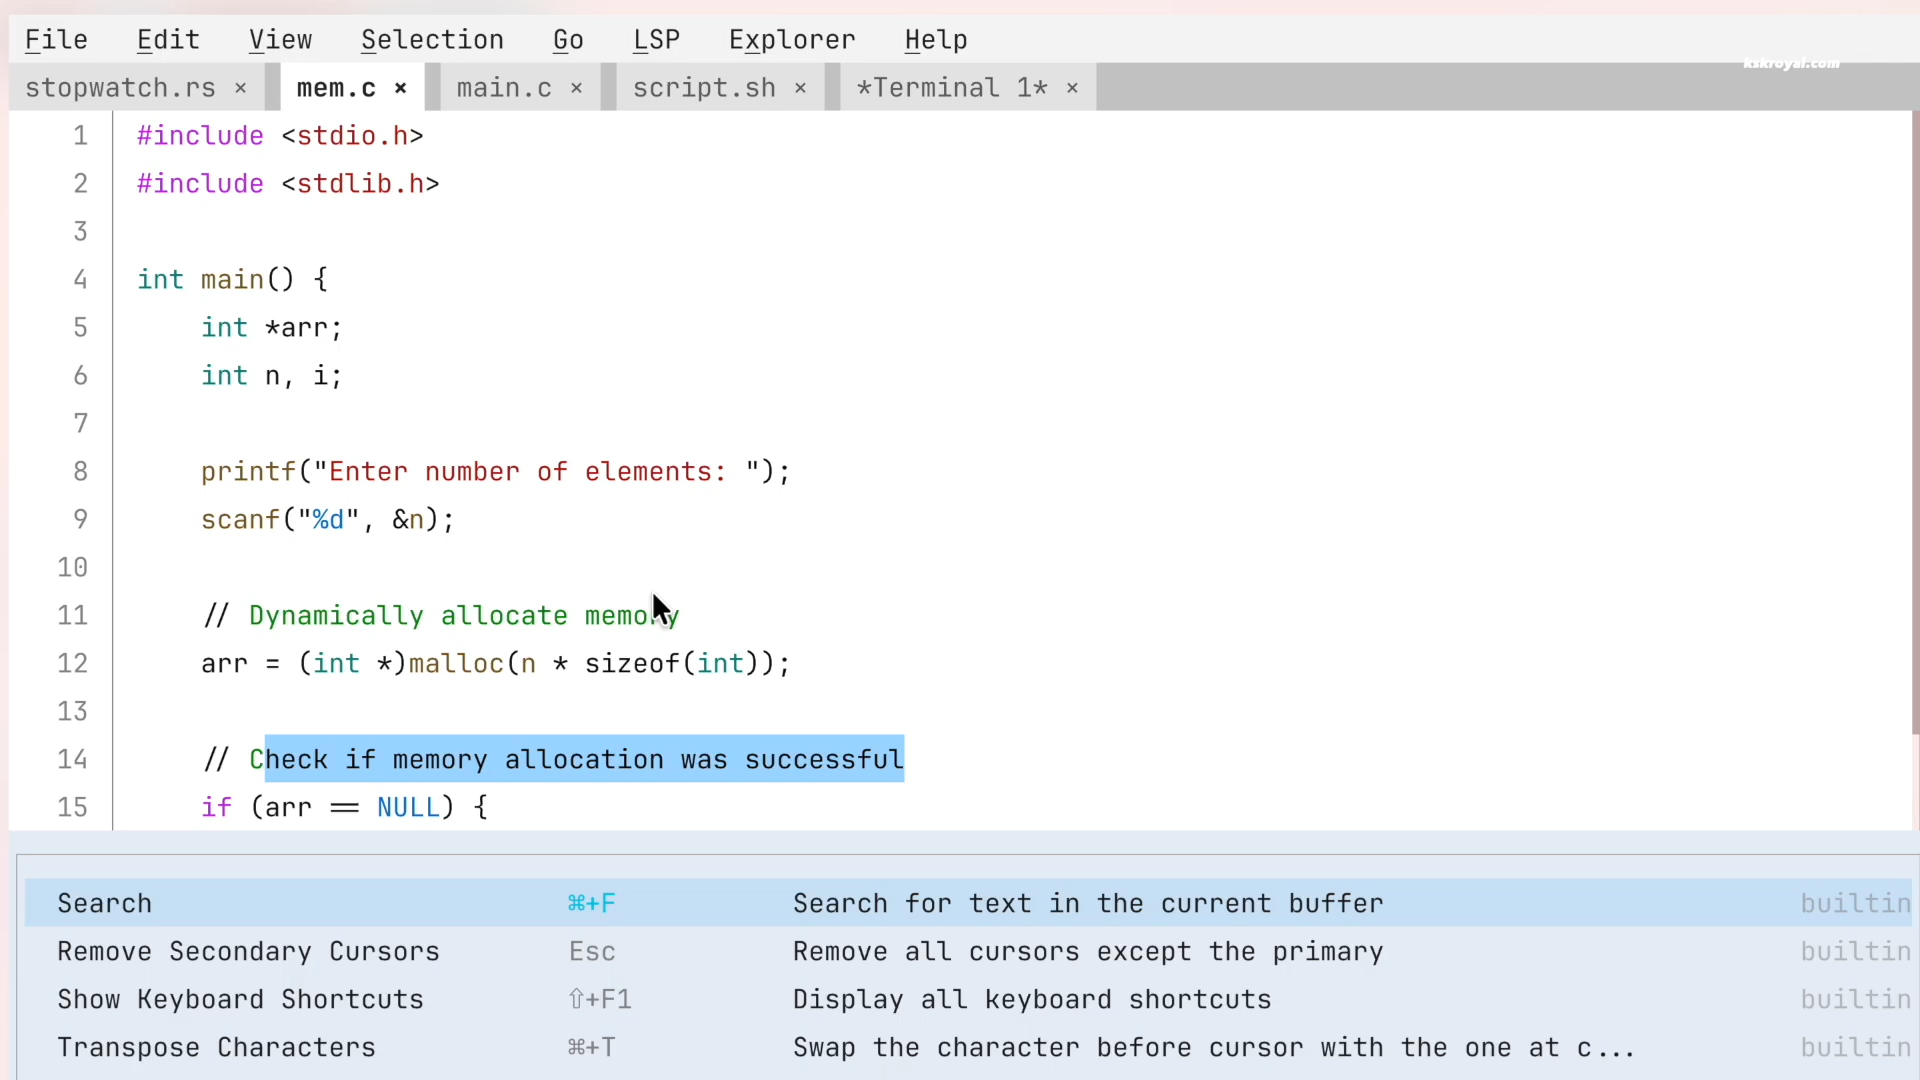 File Edit View Selection Go LSP Explorer Help
kskroyal.com
stopwatch.rs × mem.c × main.c × script.sh × *Terminal 1* ×
1 #include <stdio.h>
2 #include <stdlib.h>
3
4 int main() {
5 int *arr;
6 int n, i;
7
8 printf("Enter number of elements: ");
9 scanf("%d", &n);
10
11 // Dynamically allocate memory
12 arr = (int *)malloc(n * sizeof(int));
13
14 // Check if memory allocation was successful
15 if (arr == NULL) {
Search ⌘+F Search for text in the current buffer builtin
Remove Secondary Cursors Esc Remove all cursors except the primary builtin
Show Keyboard Shortcuts ⇧+F1 Display all keyboard shortcuts builtin
Transpose Characters ⌘+T Swap the character before cursor with the one at c... builtin